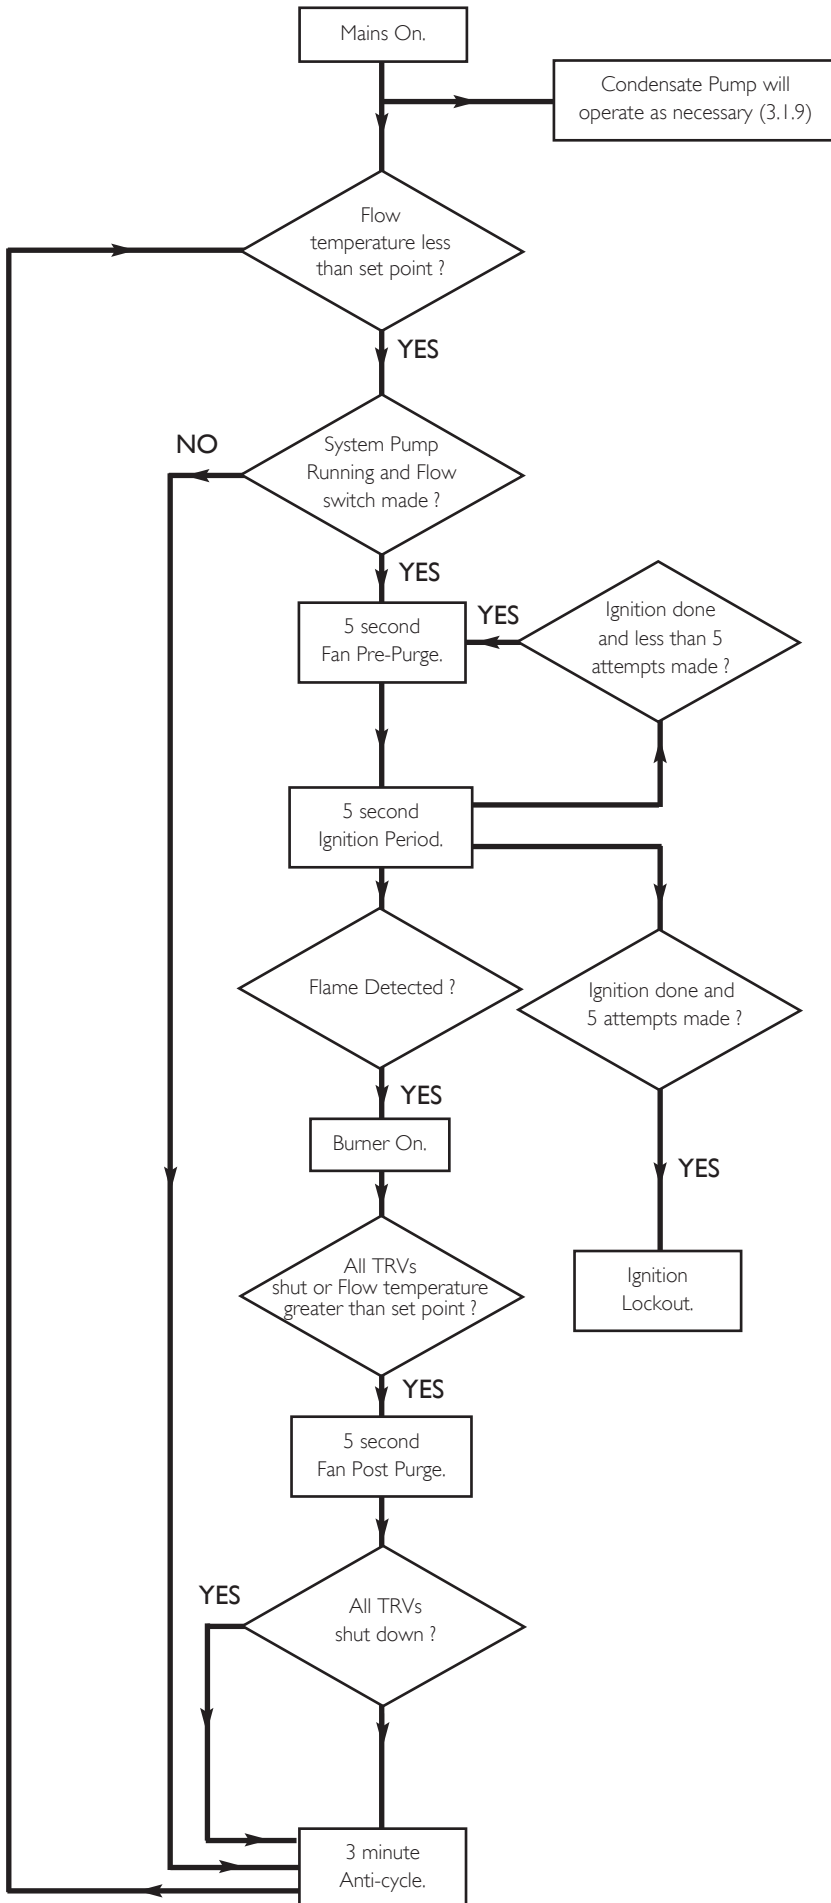 Mains On.
Condensate Pump will
operate as necessary (3.1.9)
Flow
temperature less
than set point ?
YES
NO
System Pump
Running and Flow
switch made ?
YES
5 second
Fan Pre-Purge.
YES
Ignition done
and less than 5
attempts made ?
5 second
Ignition Period.
Flame Detected ?
Ignition done and
5 attempts made ?
YES
Burner On.
YES
All TRVs
shut or Flow temperature
greater than set point ?
Ignition
Lockout.
YES
5 second
Fan Post Purge.
YES
All TRVs
shut down ?
3 minute
Anti-cycle.